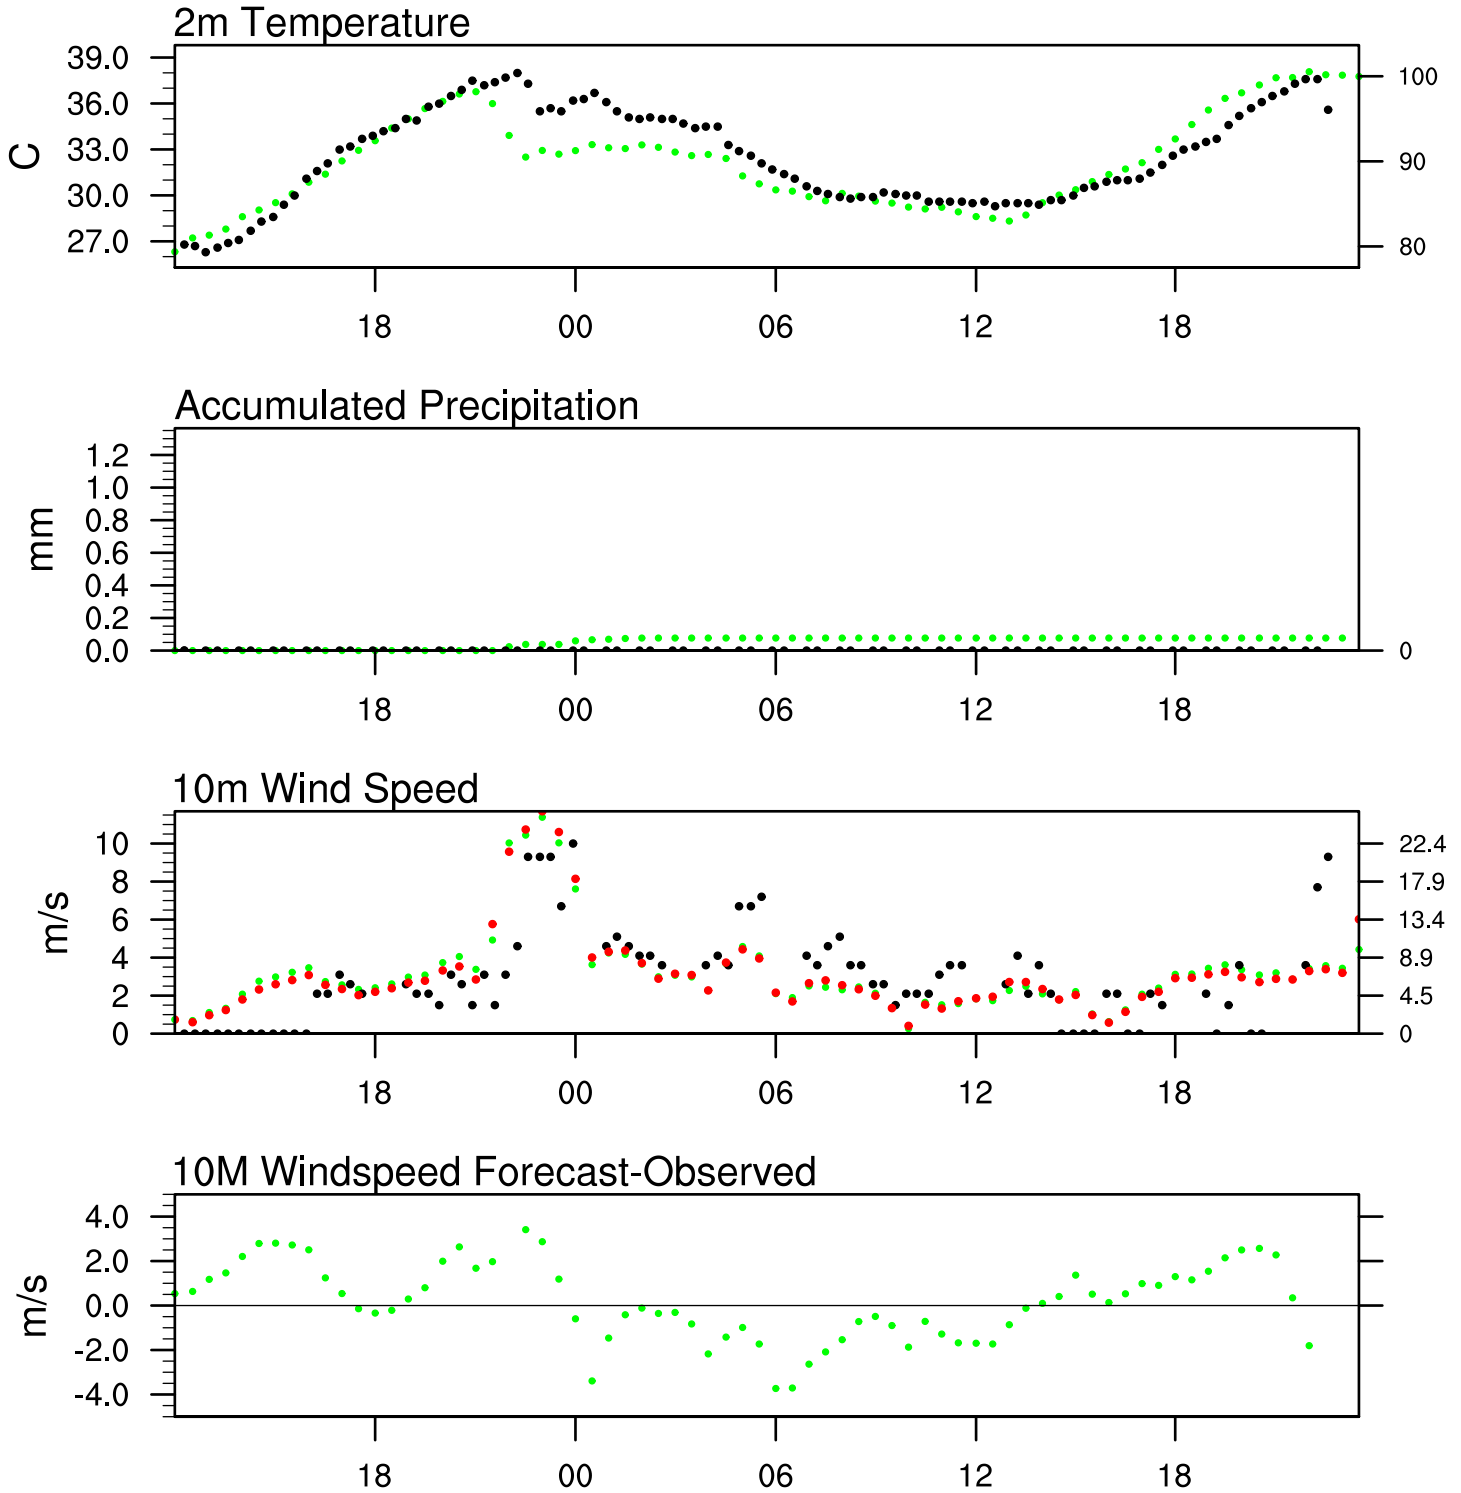 2m Temperature
C
39.0
36.0
33.0
30.0
27.0
100
90
80
18 00 06 12 18
Accumulated Precipitation
mm
1.2
1.0
0.8
0.6
0.4
0.2
0.0
0
18 00 06 12 18
10m Wind Speed
m/s
10
8
6
4
2
0
22.4
17.9
13.4
8.9
4.5
0
18 00 06 12 18
10M Windspeed Forecast-Observed
m/s
4.0
2.0
0.0
-2.0
-4.0
18 00 06 12 18